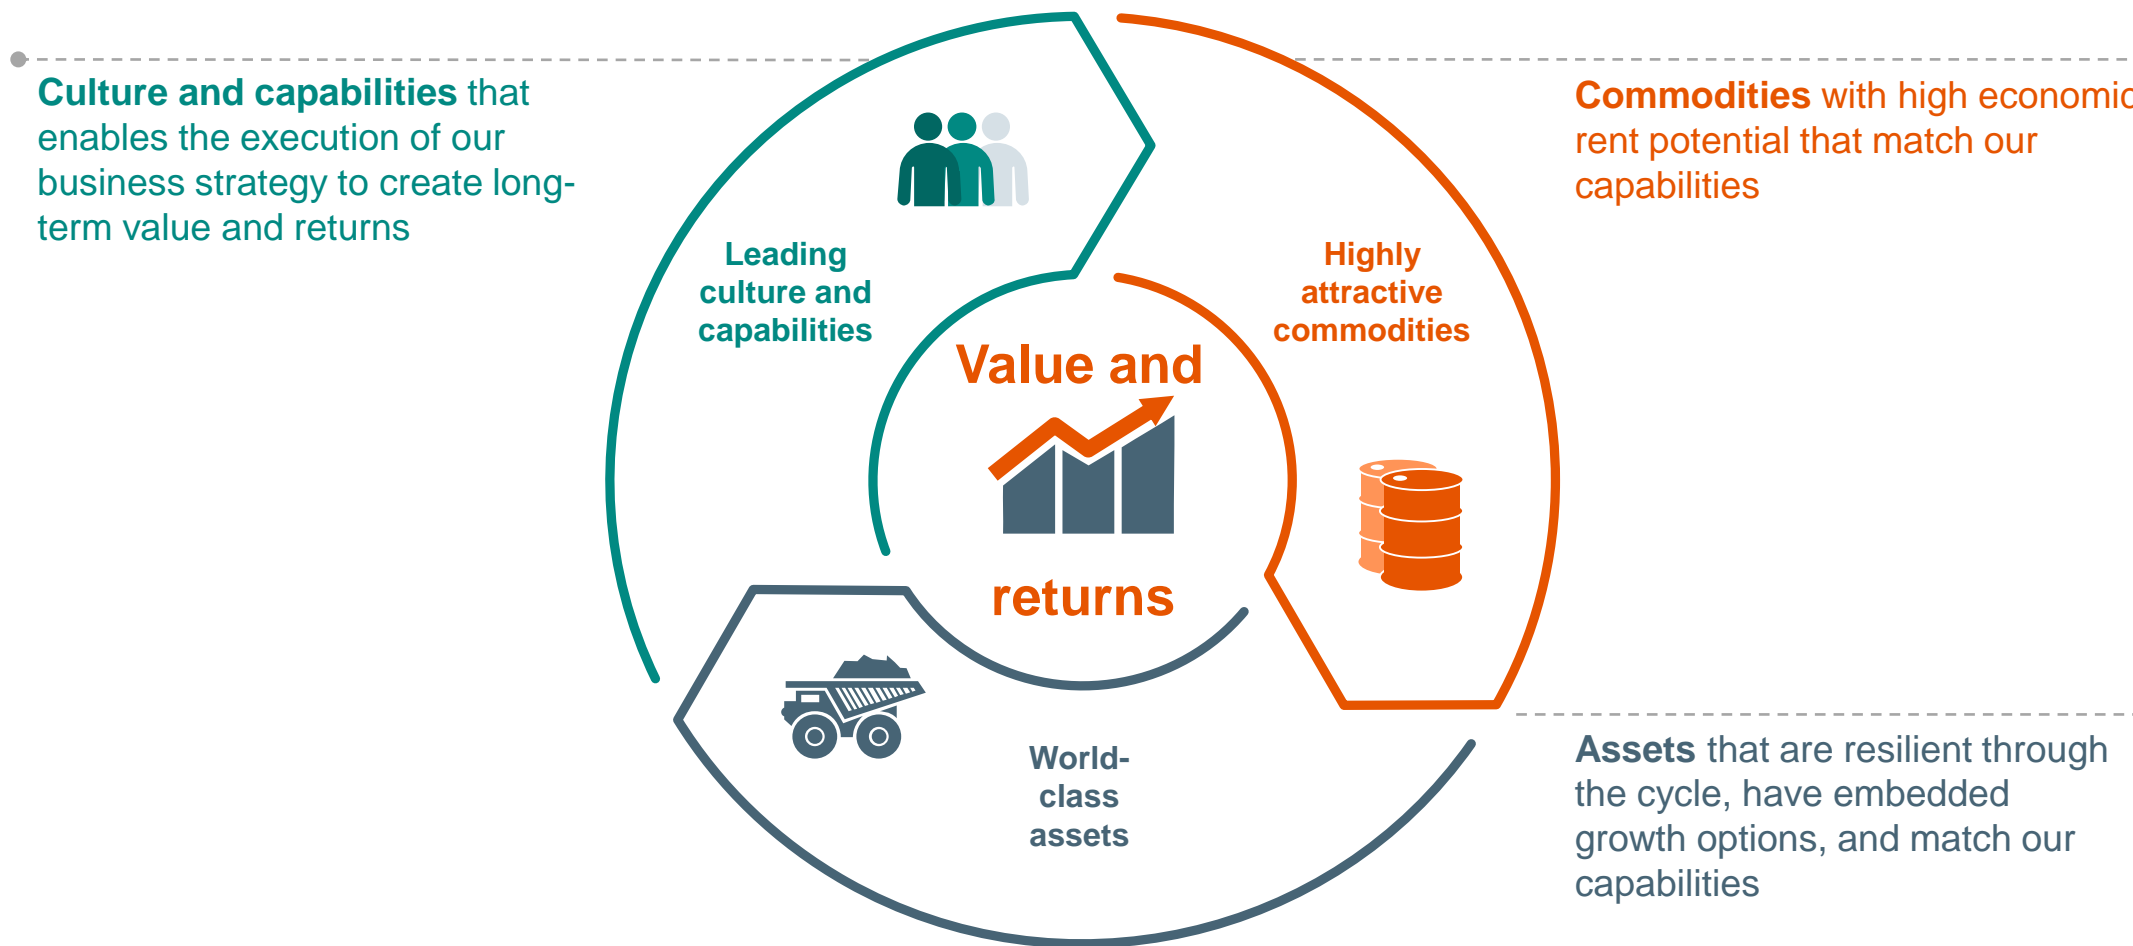 Culture and capabilities that
enables the execution of our
business strategy to create long-
term value and returns
Commodities with high economic
rent potential that match our
capabilities
Leading
culture and
capabilities
Highly
attractive
commodities
Value and
returns
World-
class
assets
Assets that are resilient through
the cycle, have embedded
growth options, and match our
capabilities